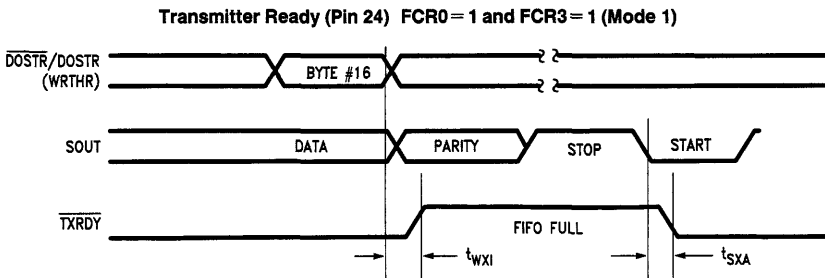 Transmitter Ready (Pin 24) FCR0 = 1 and FCR3 = 1 (Mode 1)
DOSTR/DOSTR
(WRTHR)
BYTE #16
SOUT
DATA
PARITY
STOP
START
TXRDY
FIFO FULL
tWXI
tSXA